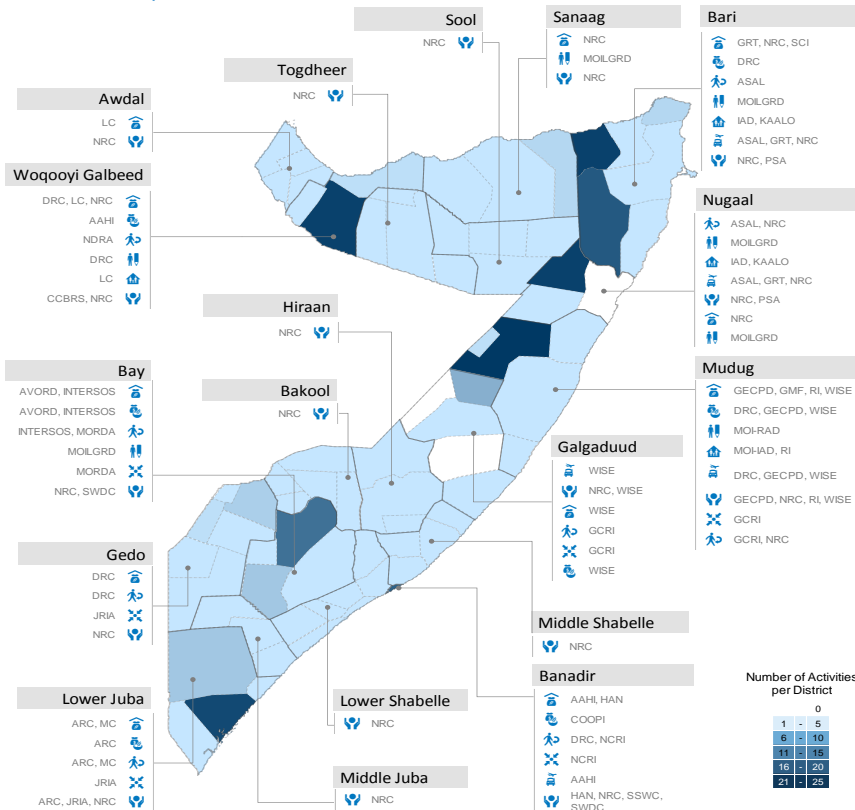 Sool
NRC
Sanaag
NRC
MOILGRD
NRC
Bari
GRT, NRC, SCI
DRC
ASAL
MOILGRD
IAD, KAALO
ASAL, GRT, NRC
NRC, PSA
Togdheer
NRC
Awdal
LC
NRC
Woqooyi Galbeed
DRC, LC, NRC
AAHI
NDRA
DRC
LC
CCBRS, NRC
Nugaal
ASAL, NRC
MOILGRD
IAD, KAALO
ASAL, GRT, NRC
NRC, PSA
NRC
MOILGRD
Hiraan
NRC
Bay
AVORD, INTERSOS
AVORD, INTERSOS
INTERSOS, MORDA
MOILGRD
MORDA
NRC, SWDC
Bakool
NRC
Mudug
GECPD, GMF, RI, WISE
DRC, GECPD, WISE
MOI-RAD
MOI-IAD, RI
DRC, GECPD, WISE
GECPD, NRC, RI, WISE
GCRI
GCRI, NRC
Galgaduud
WISE
NRC, WISE
WISE
GCRI
GCRI
WISE
Gedo
DRC
DRC
JRIA
NRC
Middle Shabelle
NRC
Banadir
AAHI, HAN
COOPI
DRC, NCRI
NCRI
AAHI
HAN, NRC, SSWC,
SWDC
Lower Juba
ARC, MC
ARC
ARC, MC
JRIA
ARC, JRIA, NRC
Lower Shabelle
NRC
Middle Juba
NRC
Number of Activities
per District
0
1 - 5
6 - 10
11 - 15
16 - 20
21 - 25